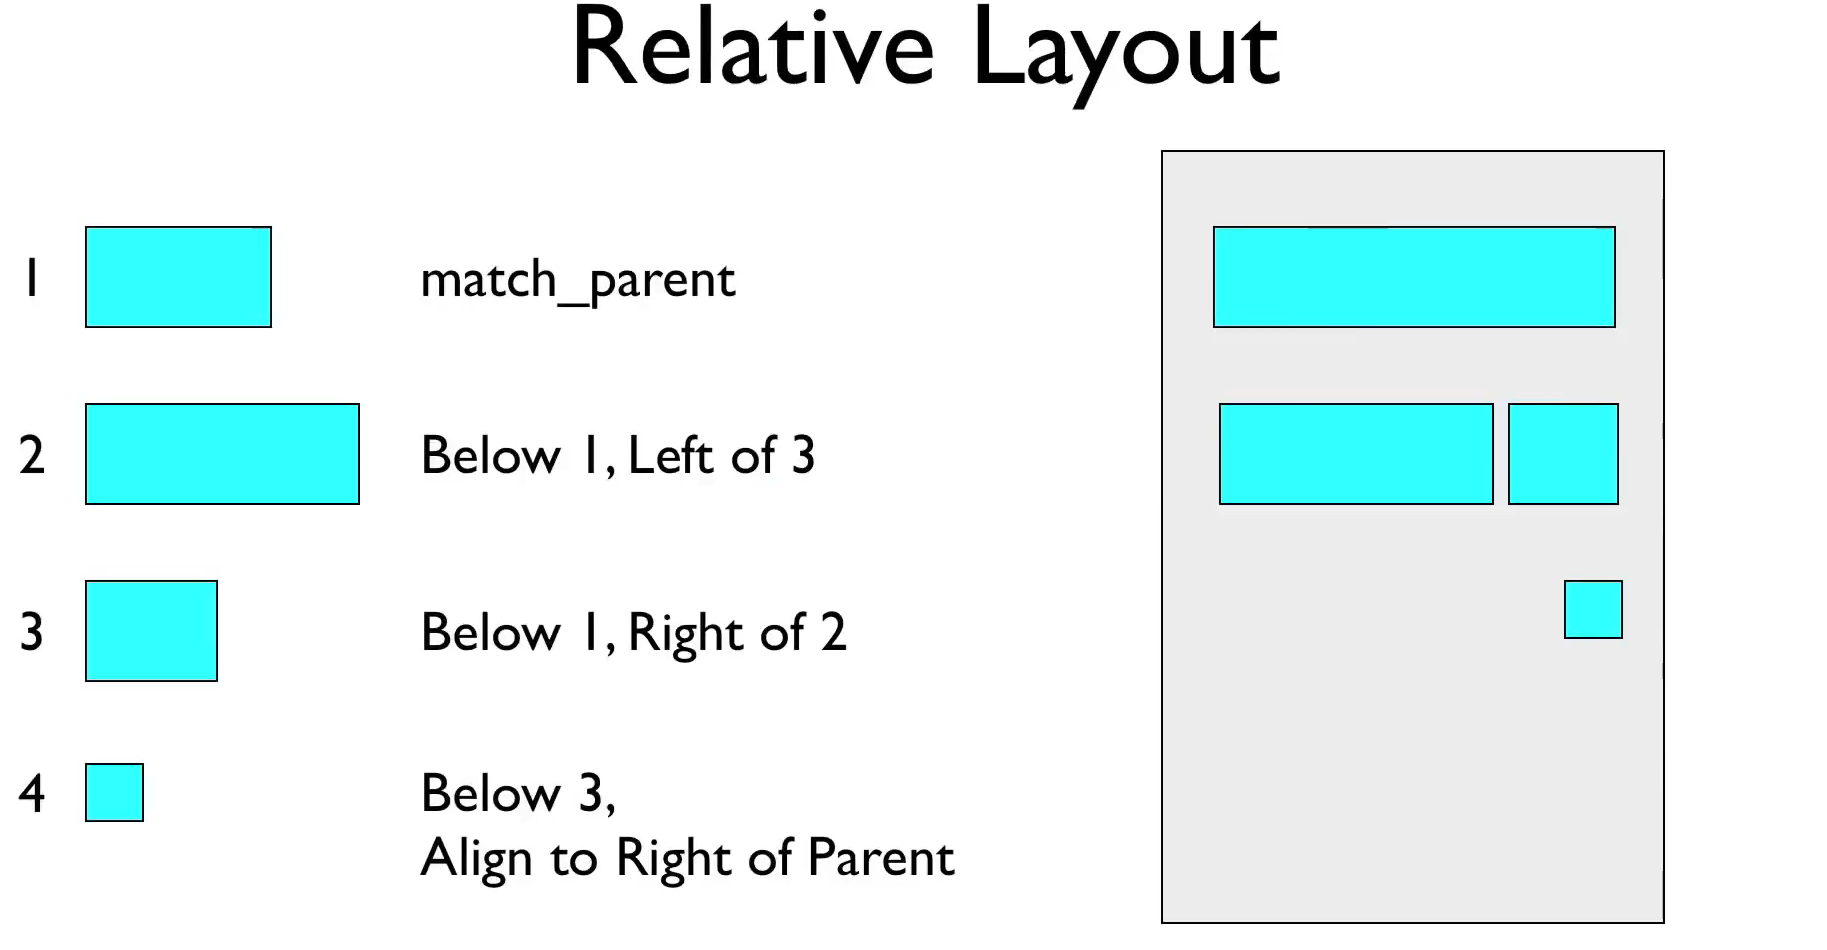 Relative Layout
1 match_parent
2 Below 1, Left of 3
3 Below 1, Right of 2
4 Below 3,
Align to Right of Parent